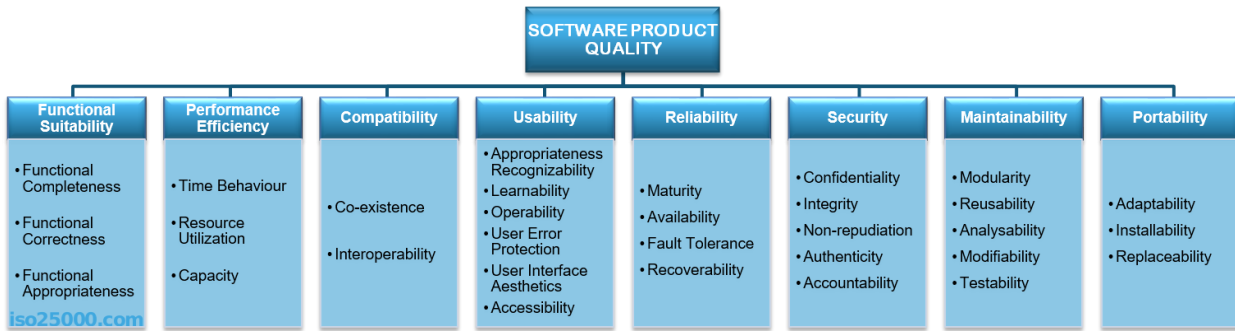 SOFTWARE PRODUCT
QUALITY
Functional
Suitability
• Functional
Completeness
• Functional
Correctness
• Functional
Appropriateness
iso25000.com
Performance
Efficiency
• Time Behaviour
• Resource
Utilization
• Capacity
Compatibility
• Co-existence
• Interoperability
Usability
• Appropriateness
Recognizability
• Learnability
• Operability
• User Error
Protection
• User Interface
Aesthetics
• Accessibility
Reliability
• Maturity
• Availability
• Fault Tolerance
• Recoverability
Security
• Confidentiality
• Integrity
• Non-repudiation
• Authenticity
• Accountability
Maintainability
• Modularity
• Reusability
• Analysability
• Modifiability
• Testability
Portability
• Adaptability
• Installability
• Replaceability